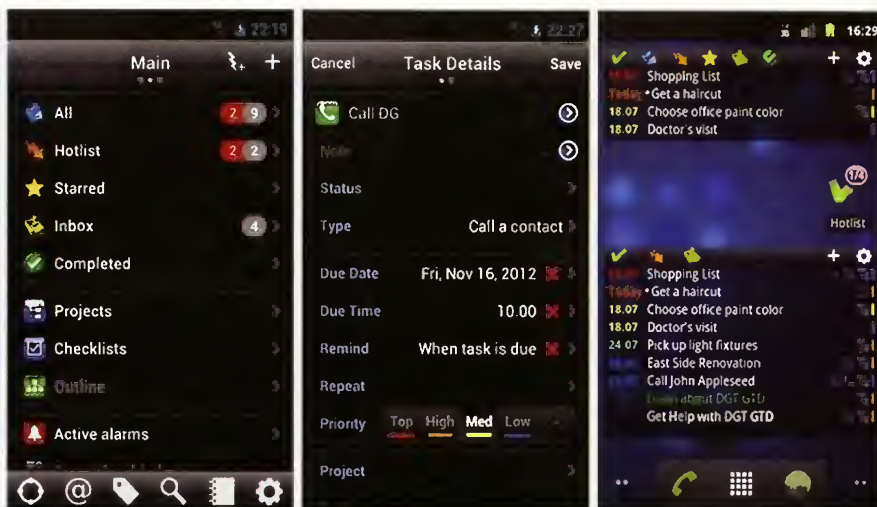 22:19
Main
All 2 9
Hotlist 2 2
Starred
Inbox 4
Completed
Projects
Checklists
Outline
Active alarms
@
22:27
Cancel Task Details Save
Call DG
Note
Status
Type Call a contact
Due Date Fri, Nov 16, 2012
Due Time 10.00
Remind When task is due
Repeat
Priority Top High Med Low
Project
16:29
Shopping List
Today • Get a haircut
18.07 Choose office paint color
18.07 Doctor's visit
1/4
Hotlist
Shopping List
Today • Get a haircut
18.07 Choose office paint color
18.07 Doctor's visit
24 07 Pick up light fixtures
East Side Renovation
Call John Appleseed
about DGT GTD
Get Help with DGT GTD